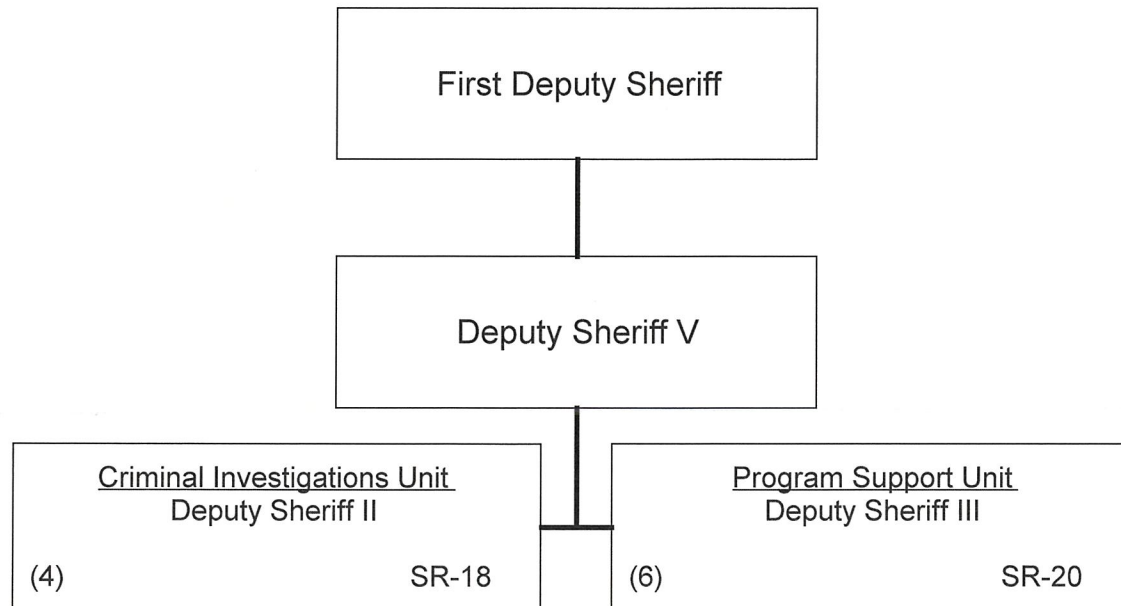 First Deputy Sheriff
Deputy Sheriff V
Criminal Investigations Unit
Deputy Sheriff II
(4) SR-18
Program Support Unit
Deputy Sheriff III
(6) SR-20